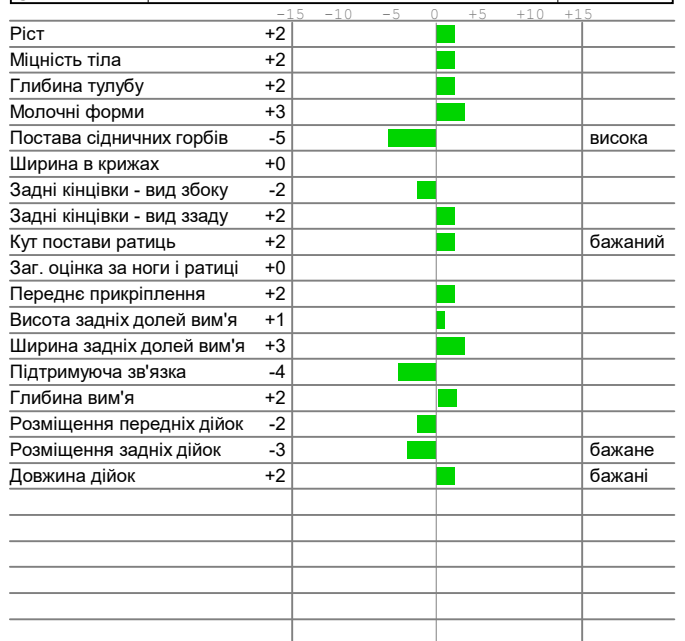 -15 -10 -5 0 +5 +10 +15
Ріст +2
Міцність тіла +2
Глибина тулубу +2
Молочні форми +3
Постава сідничних горбів -5 висока
Ширина в крижах +0
Задні кінцівки - вид збоку -2
Задні кінцівки - вид ззаду +2
Кут постави ратиць +2 бажаний
Заг. оцінка за ноги і ратиці +0
Переднє прикріплення +2
Висота задніх долей вим'я +1
Ширина задніх долей вим'я +3
Підтримуюча зв'язка -4
Глибина вим'я +2
Розміщення передніх дійок -2
Розміщення задніх дійок -3 бажане
Довжина дійок +2 бажані